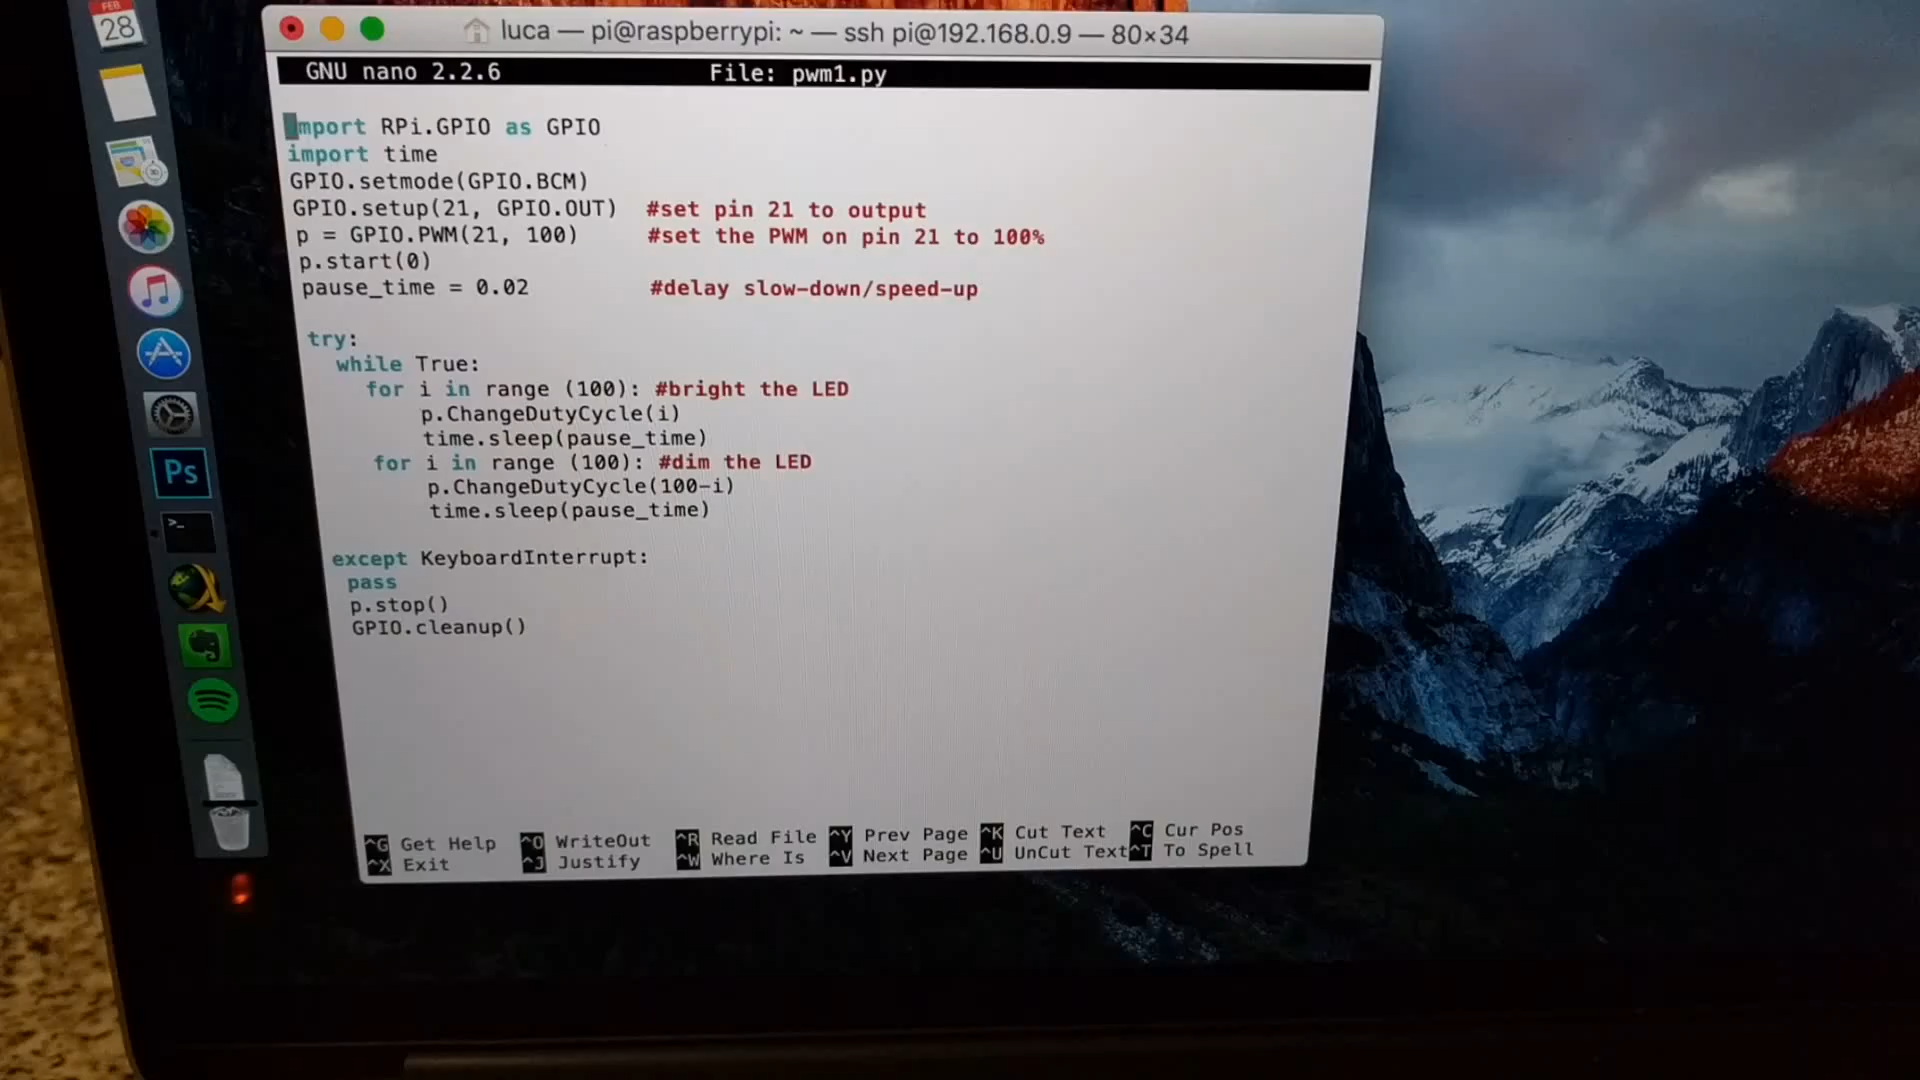 FEB
28
luca — pi@raspberrypi: ~ — ssh pi@192.168.0.9 — 80×34
GNU nano 2.2.6 File: pwm1.py
import RPi.GPIO as GPIO
import time
GPIO.setmode(GPIO.BCM)
GPIO.setup(21, GPIO.OUT) #set pin 21 to output
p = GPIO.PWM(21, 100) #set the PWM on pin 21 to 100%
p.start(0)
pause_time = 0.02 #delay slow-down/speed-up
try:
while True:
for i in range (100): #bright the LED
p.ChangeDutyCycle(i)
time.sleep(pause_time)
for i in range (100): #dim the LED
p.ChangeDutyCycle(100-i)
time.sleep(pause_time)
except KeyboardInterrupt:
pass
p.stop()
GPIO.cleanup()
Ps
>_
^G Get Help ^O WriteOut ^R Read File ^Y Prev Page ^K Cut Text ^C Cur Pos
^X Exit ^J Justify ^W Where Is ^V Next Page ^U UnCut Text ^T To Spell